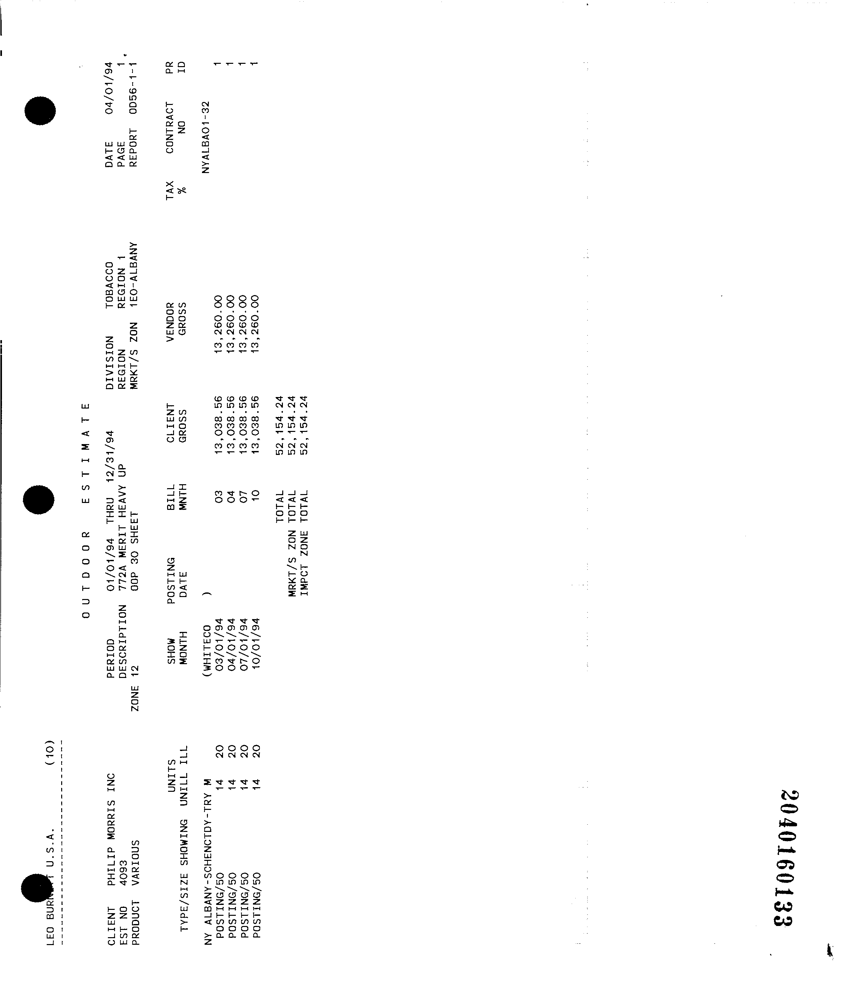 LEO BURNETT U.S.A. (10)
O U T D O O R E S T I M A T E
CLIENT PHILIP MORRIS INC PERIOD 01/01/94 THRU 12/31/94 DIVISION TOBACCO DATE 04/01/94
EST NO 4093 DESCRIPTION 772A MERIT HEAVY UP REGION REGION 1 PAGE 1,
PRODUCT VARIOUS ZONE 12 OOP 30 SHEET MRKT/S ZON 1EO-ALBANY REPORT OD56-1-1
UNITS SHOW POSTING BILL CLIENT VENDOR TAX CONTRACT PR
TYPE/SIZE SHOWING UNILL ILL MONTH DATE MNTH GROSS GROSS % NO ID
NY ALBANY-SCHENCTDY-TRY M (WHITECO ) NYALBA01-32
POSTING/50 14 20 03/01/94 03 13,038.56 13,260.00 1
POSTING/50 14 20 04/01/94 04 13,038.56 13,260.00 1
POSTING/50 14 20 07/01/94 07 13,038.56 13,260.00 1
POSTING/50 14 20 10/01/94 10 13,038.56 13,260.00 1
TOTAL 52,154.24
MRKT/S ZON TOTAL 52,154.24
IMPCT ZONE TOTAL 52,154.24
2040160133